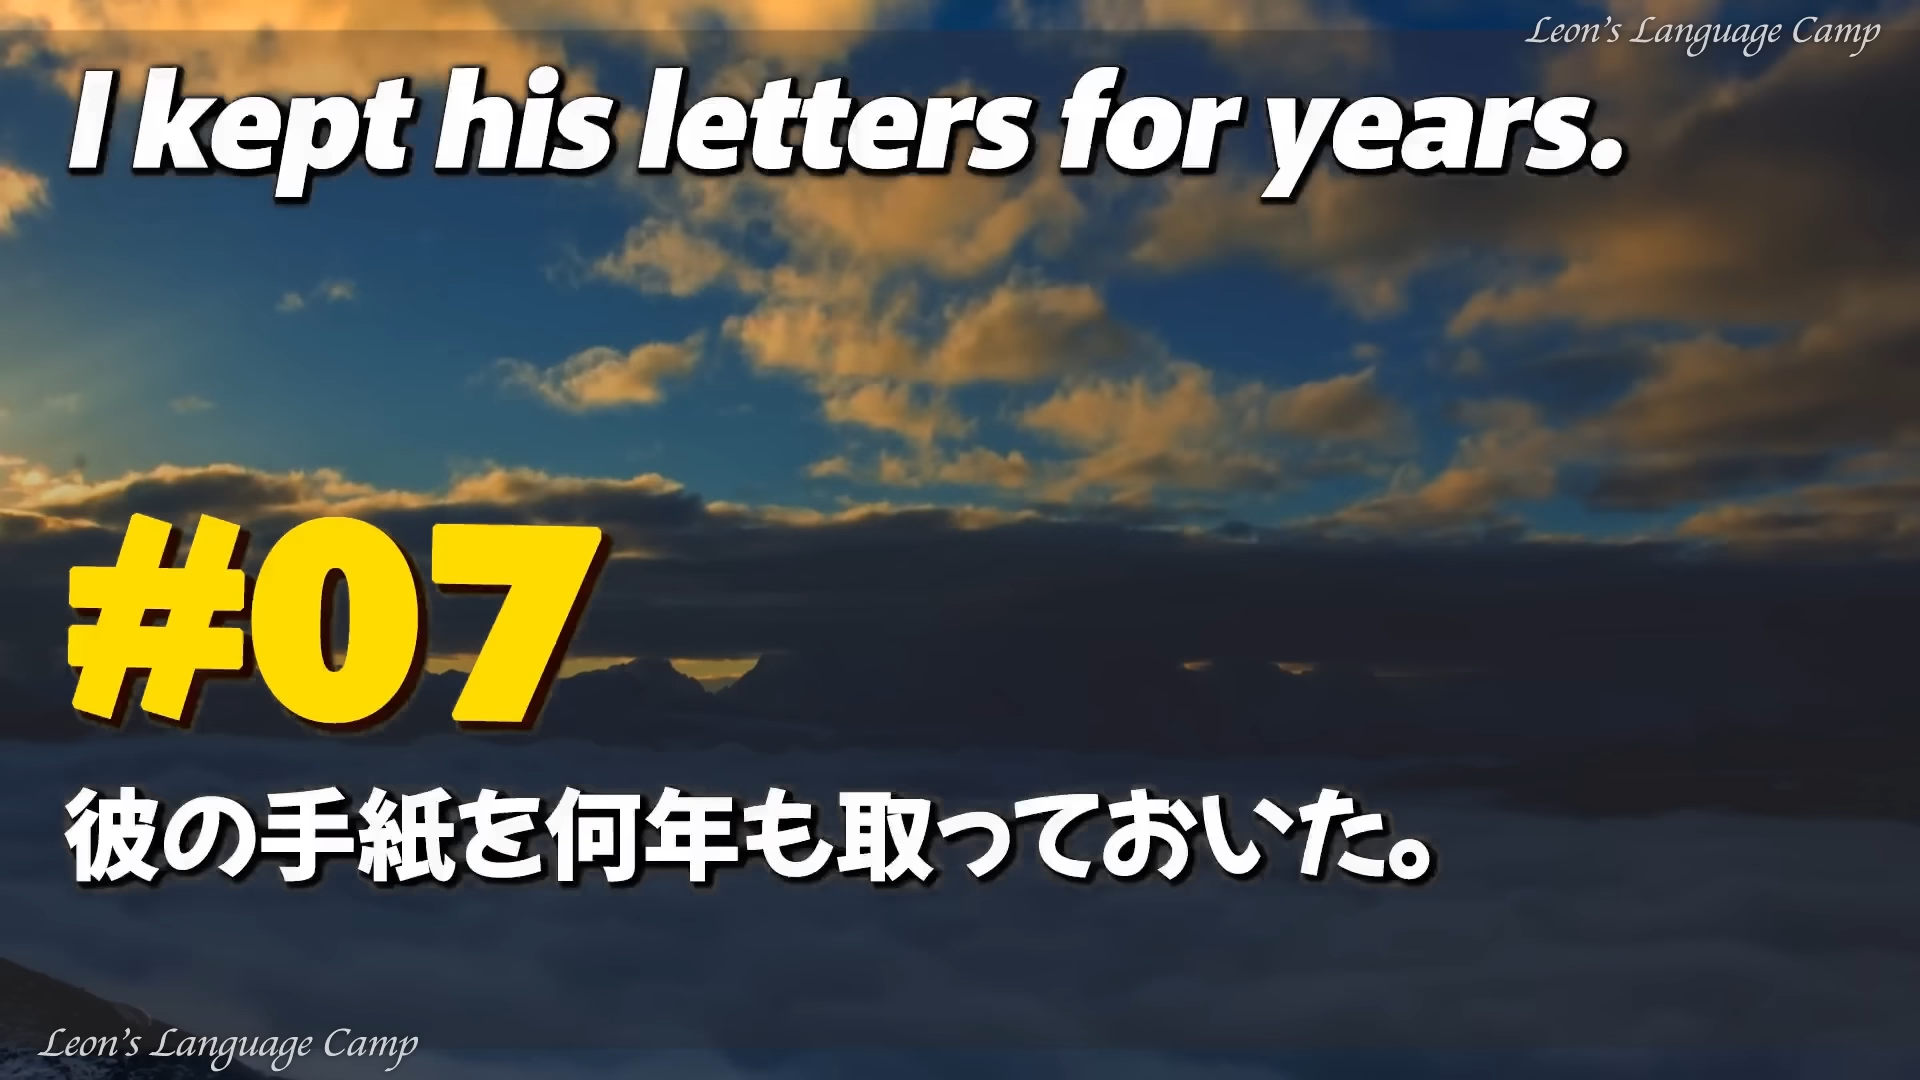 Leon's Language Camp
I kept his letters for years.
#07
彼の手紙を何年も取っておいた。
Leon's Language Camp